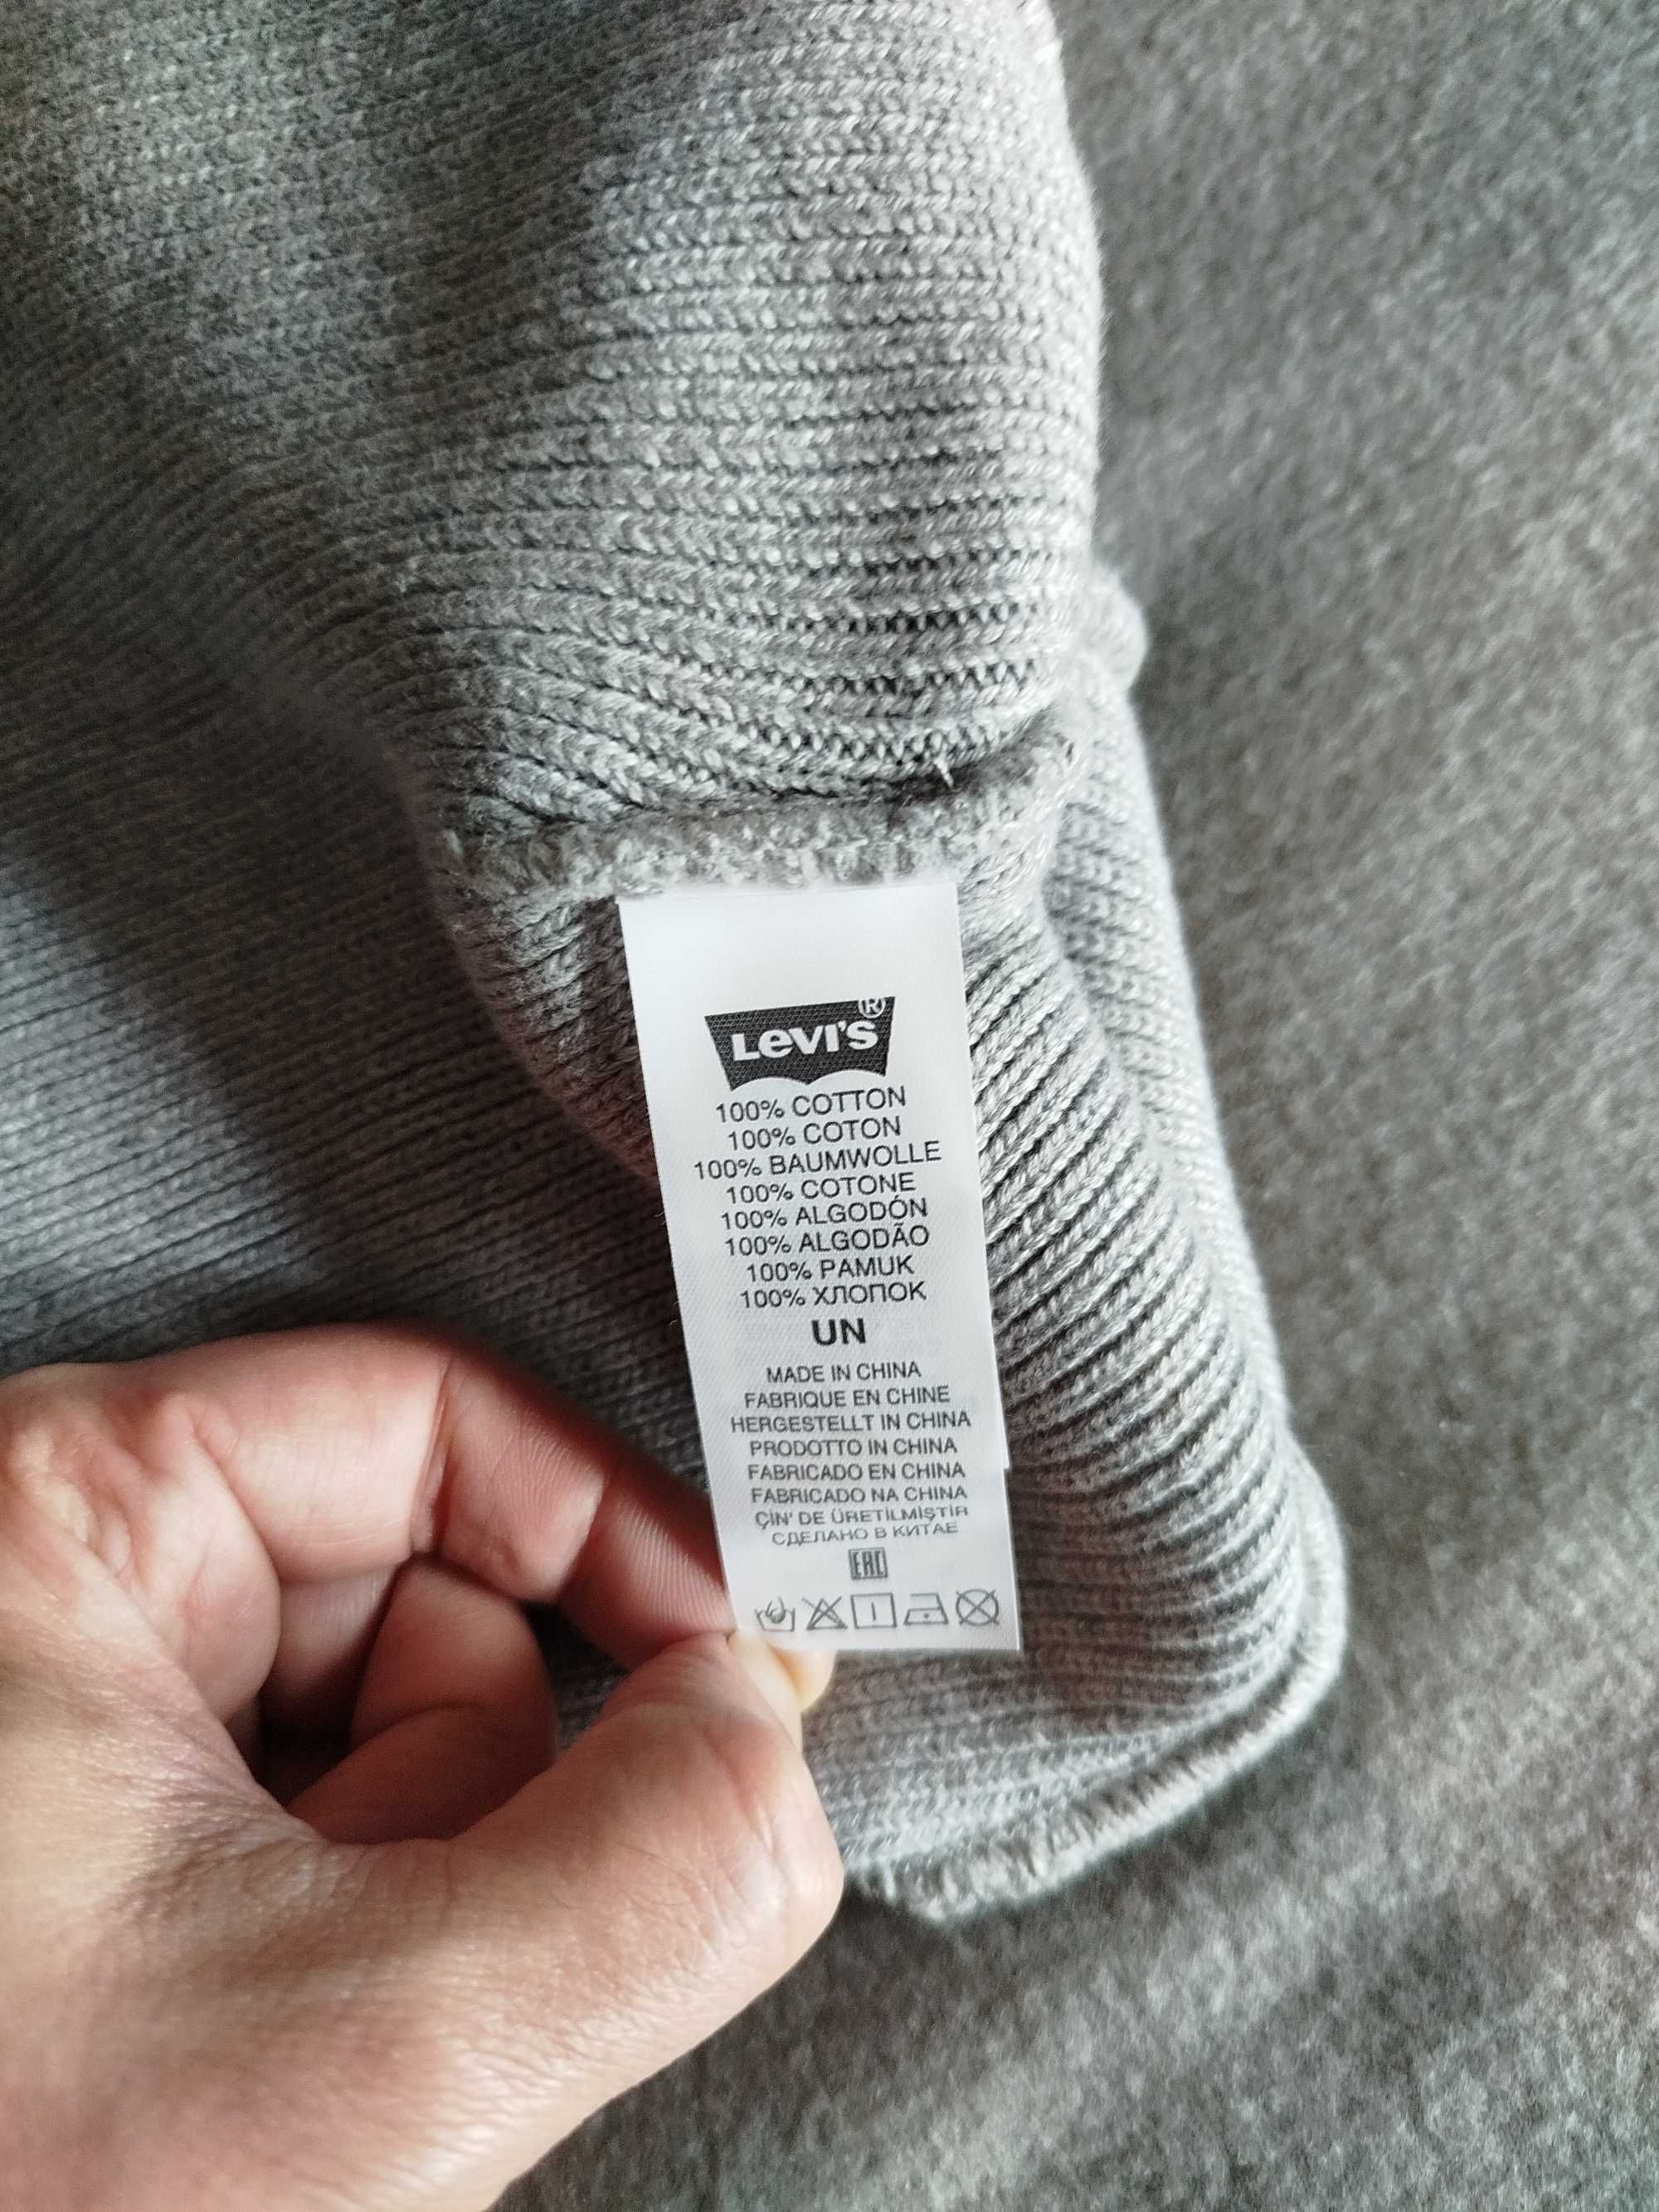 LEVI'S®
100% COTTON
100% COTON
100% BAUMWOLLE
100% COTONE
100% ALGODÓN
100% ALGODÃO
100% PAMUK
100% ХЛОПОК
UN
MADE IN CHINA
FABRIQUE EN CHINE
HERGESTELLT IN CHINA
PRODOTTO IN CHINA
FABRICADO EN CHINA
FABRICADO NA CHINA
ÇİN' DE ÜRETİLMİŞTİR
СДЕЛАНО В КИТАЕ
EAC